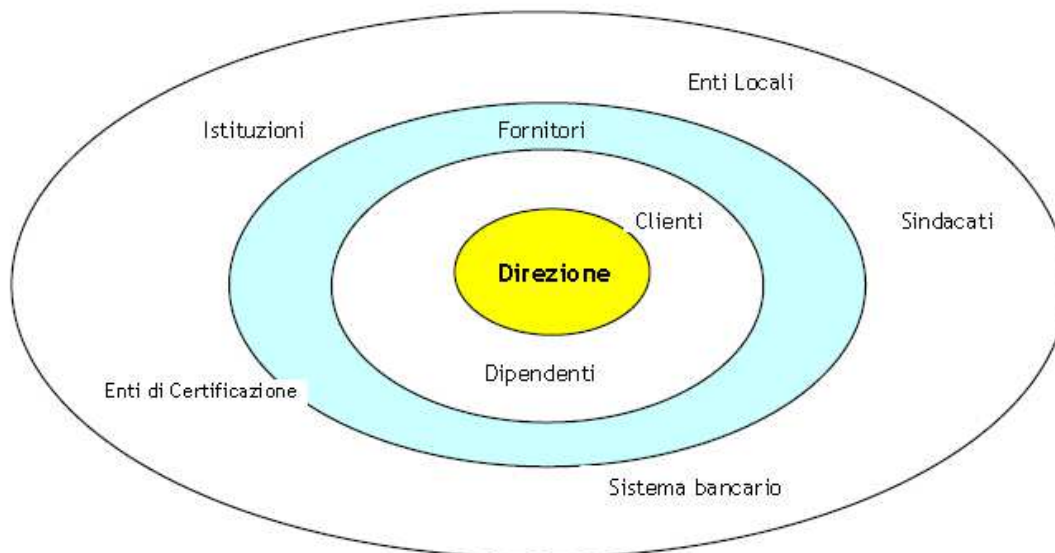 Enti Locali
Istituzioni
Fornitori
Clienti
Sindacati
Direzione
Dipendenti
Enti di Certificazione
Sistema bancario